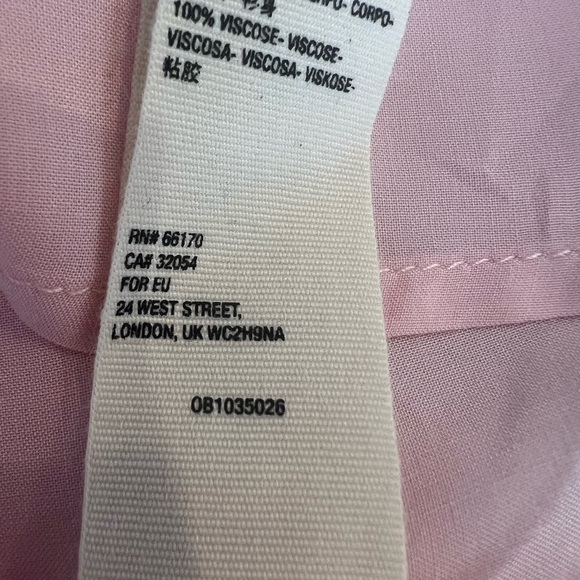 CORPO-
100% VISCOSE- VISCOSE-
VISCOSA- VISCOSA- VISKOSE-
粘胶
RN# 66170
CA# 32054
FOR EU
24 WEST STREET,
LONDON, UK WC2H9NA
OB1035026